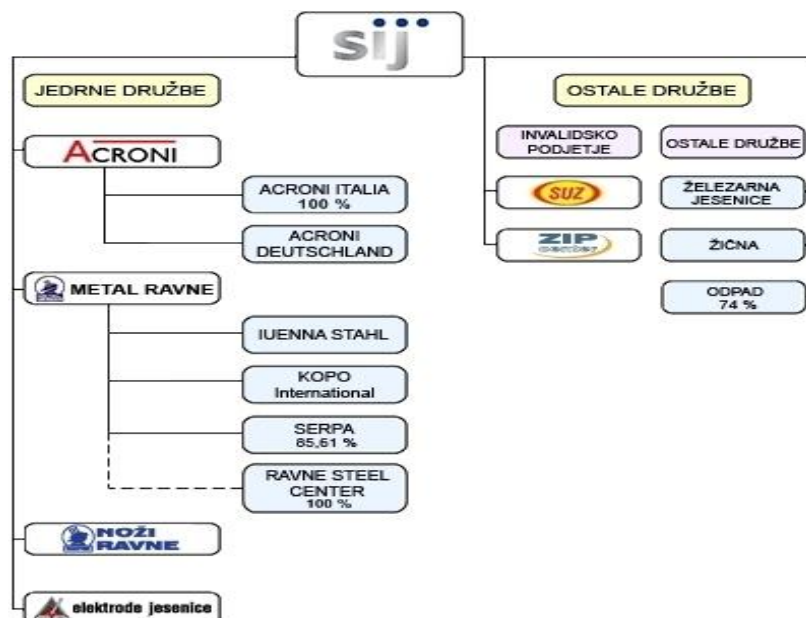 sij
JEDRNE DRUŽBE
ACRONI
ACRONI ITALIA
100 %
ACRONI
DEUTSCHLAND
METAL RAVNE
IUENNA STAHL
KOPO
International
SERPA
85,61 %
RAVNE STEEL
CENTER
100 %
NOŽI
RAVNE
elektrode jesenice
OSTALE DRUŽBE
INVALIDSKO
PODJETJE
SUZ
ZIP
OSTALE DRUŽBE
ŽELEZARNA
JESENICE
ŽIČNA
ODPAD
74 %